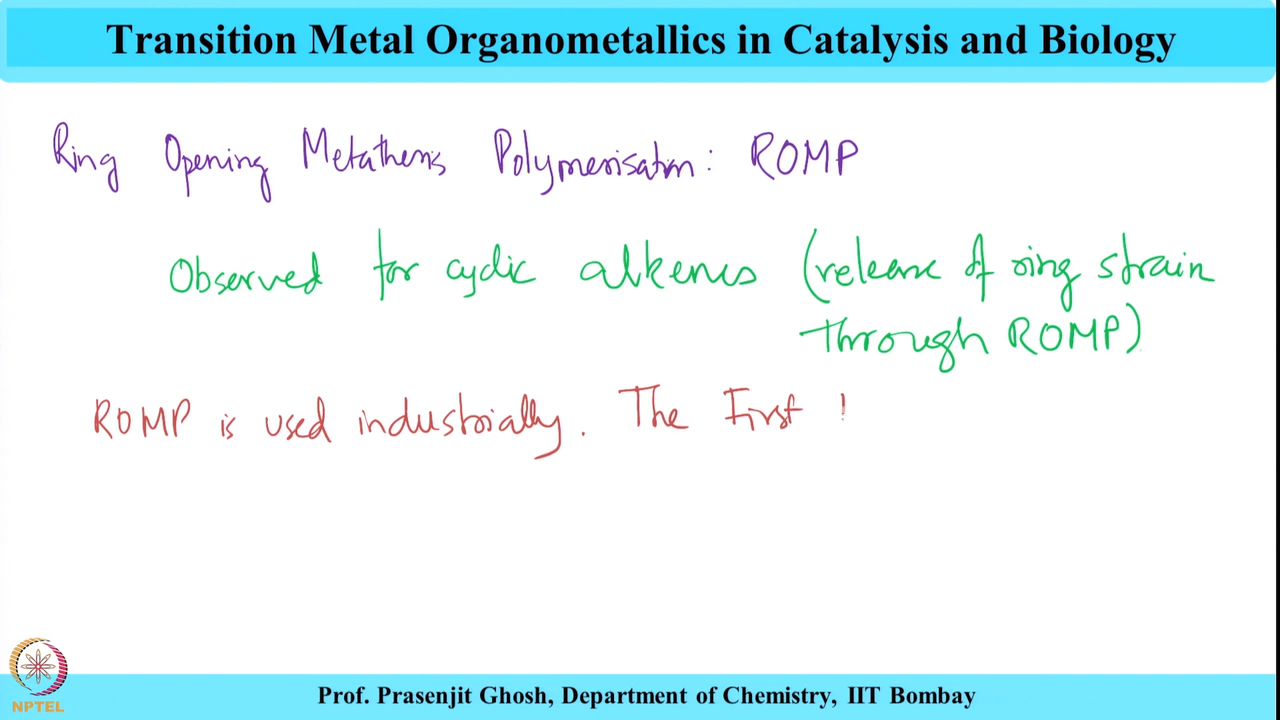 Transition Metal Organometallics in Catalysis and Biology
Ring Opening Metathesis Polymerisation: ROMP
Observed for cyclic alkenes (release of ring strain
through ROMP)
ROMP is used industrially. The First
NPTEL
Prof. Prasenjit Ghosh, Department of Chemistry, IIT Bombay